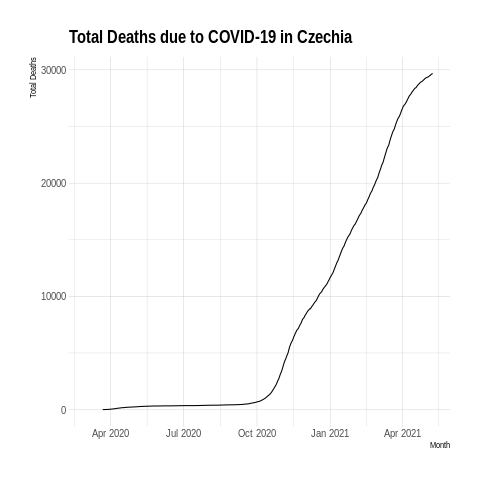 Total Deaths due to COVID-19 in Czechia
Total Deaths
30000
20000
10000
0
Apr 2020 Jul 2020 Oct 2020 Jan 2021 Apr 2021
Month